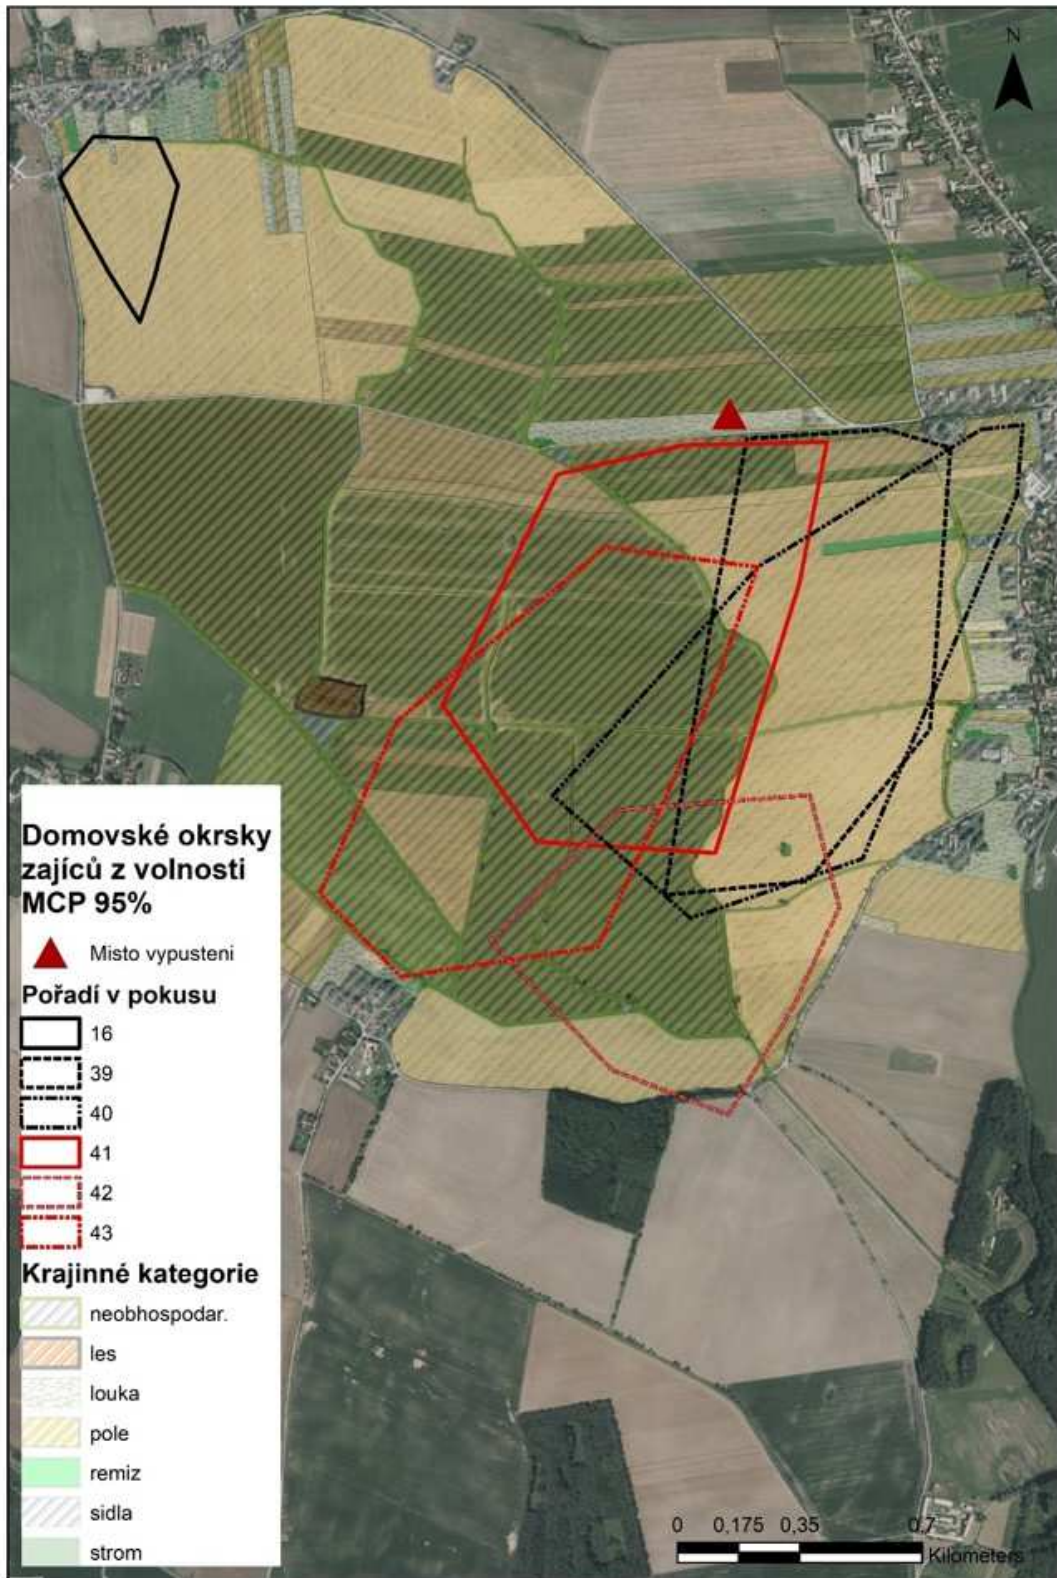 N
Domovské okrsky
zajíců z volnosti
MCP 95%
Misto vypusteni
Pořadí v pokusu
16
39
40
41
42
43
Krajinné kategorie
neobhospodar.
les
louka
pole
remiz
sidla
strom
0 0,175 0,35 0,7
Kilometers